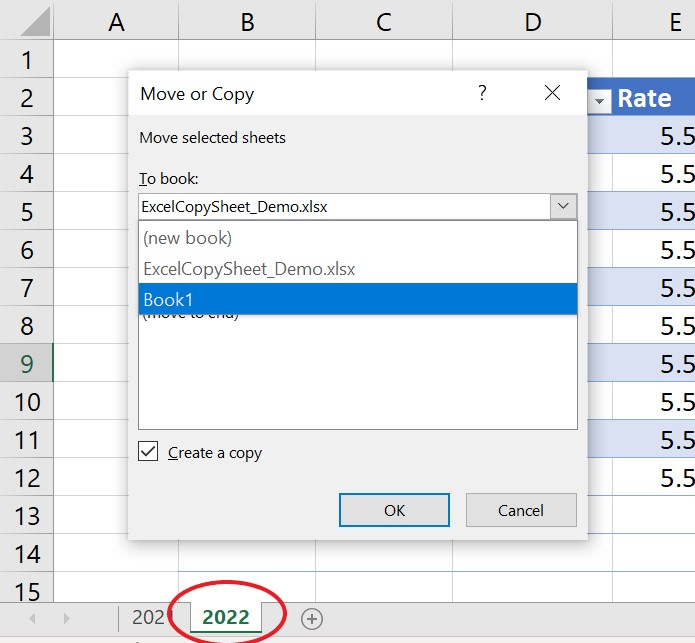 A B C D E
1
Move or Copy ?
2 Rate
3 Move selected sheets 5.5
4 To book: 5.5
5 ExcelCopySheet_Demo.xlsx 5.5
6 (new book) 5.5
7 ExcelCopySheet_Demo.xlsx 5.5
Book1
8 (move to end) 5.5
9 5.5
10 5.5
11 Create a copy 5.5
12 5.5
13 OK Cancel
14
15
202 2022